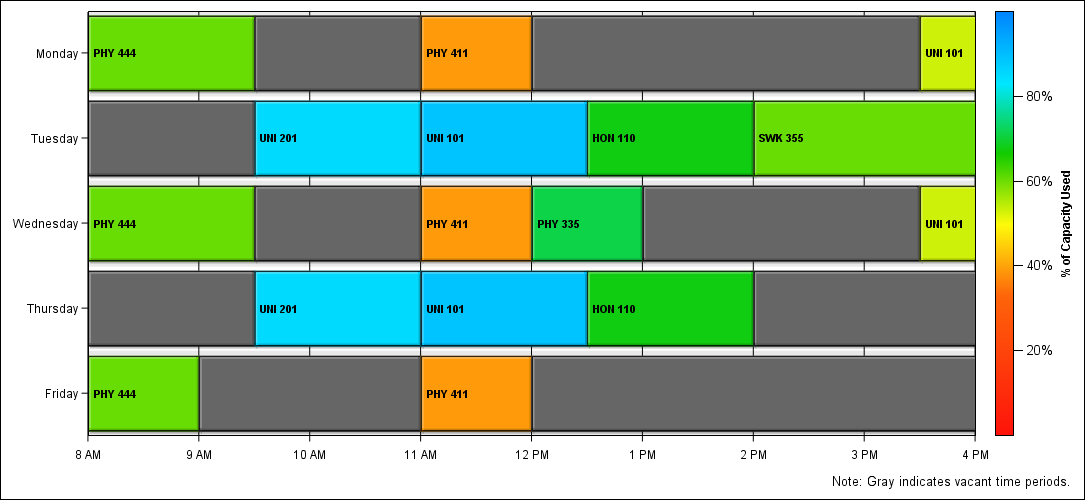 Monday PHY 444 PHY 411 UNI 101
Tuesday UNI 201 UNI 101 HON 110 SWK 355
Wednesday PHY 444 PHY 411 PHY 335 UNI 101
Thursday UNI 201 UNI 101 HON 110
Friday PHY 444 PHY 411
8 AM 9 AM 10 AM 11 AM 12 PM 1 PM 2 PM 3 PM 4 PM
80%
60%
40%
20%
% of Capacity Used
Note: Gray indicates vacant time periods.